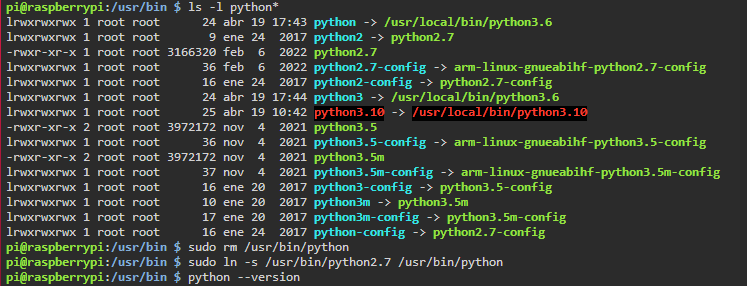 pi@raspberrypi:/usr/bin $ ls -l python*
lrwxrwxrwx 1 root root      24 abr 19 17:43 python -> /usr/local/bin/python3.6
lrwxrwxrwx 1 root root       9 ene 24  2017 python2 -> python2.7
-rwxr-xr-x 1 root root 3166320 feb  6  2022 python2.7
lrwxrwxrwx 1 root root      36 feb  6  2022 python2.7-config -> arm-linux-gnueabihf-python2.7-config
lrwxrwxrwx 1 root root      16 ene 24  2017 python2-config -> python2.7-config
lrwxrwxrwx 1 root root      24 abr 19 17:44 python3 -> /usr/local/bin/python3.6
lrwxrwxrwx 1 root root      25 abr 19 10:42 python3.10 -> /usr/local/bin/python3.10
-rwxr-xr-x 2 root root 3972172 nov  4  2021 python3.5
lrwxrwxrwx 1 root root      36 nov  4  2021 python3.5-config -> arm-linux-gnueabihf-python3.5-config
-rwxr-xr-x 2 root root 3972172 nov  4  2021 python3.5m
lrwxrwxrwx 1 root root      37 nov  4  2021 python3.5m-config -> arm-linux-gnueabihf-python3.5m-config
lrwxrwxrwx 1 root root      16 ene 20  2017 python3-config -> python3.5-config
lrwxrwxrwx 1 root root      10 ene 20  2017 python3m -> python3.5m
lrwxrwxrwx 1 root root      17 ene 20  2017 python3m-config -> python3.5m-config
lrwxrwxrwx 1 root root      16 ene 24  2017 python-config -> python2.7-config
pi@raspberrypi:/usr/bin $ sudo rm /usr/bin/python
pi@raspberrypi:/usr/bin $ sudo ln -s /usr/bin/python2.7 /usr/bin/python
pi@raspberrypi:/usr/bin $ python --version